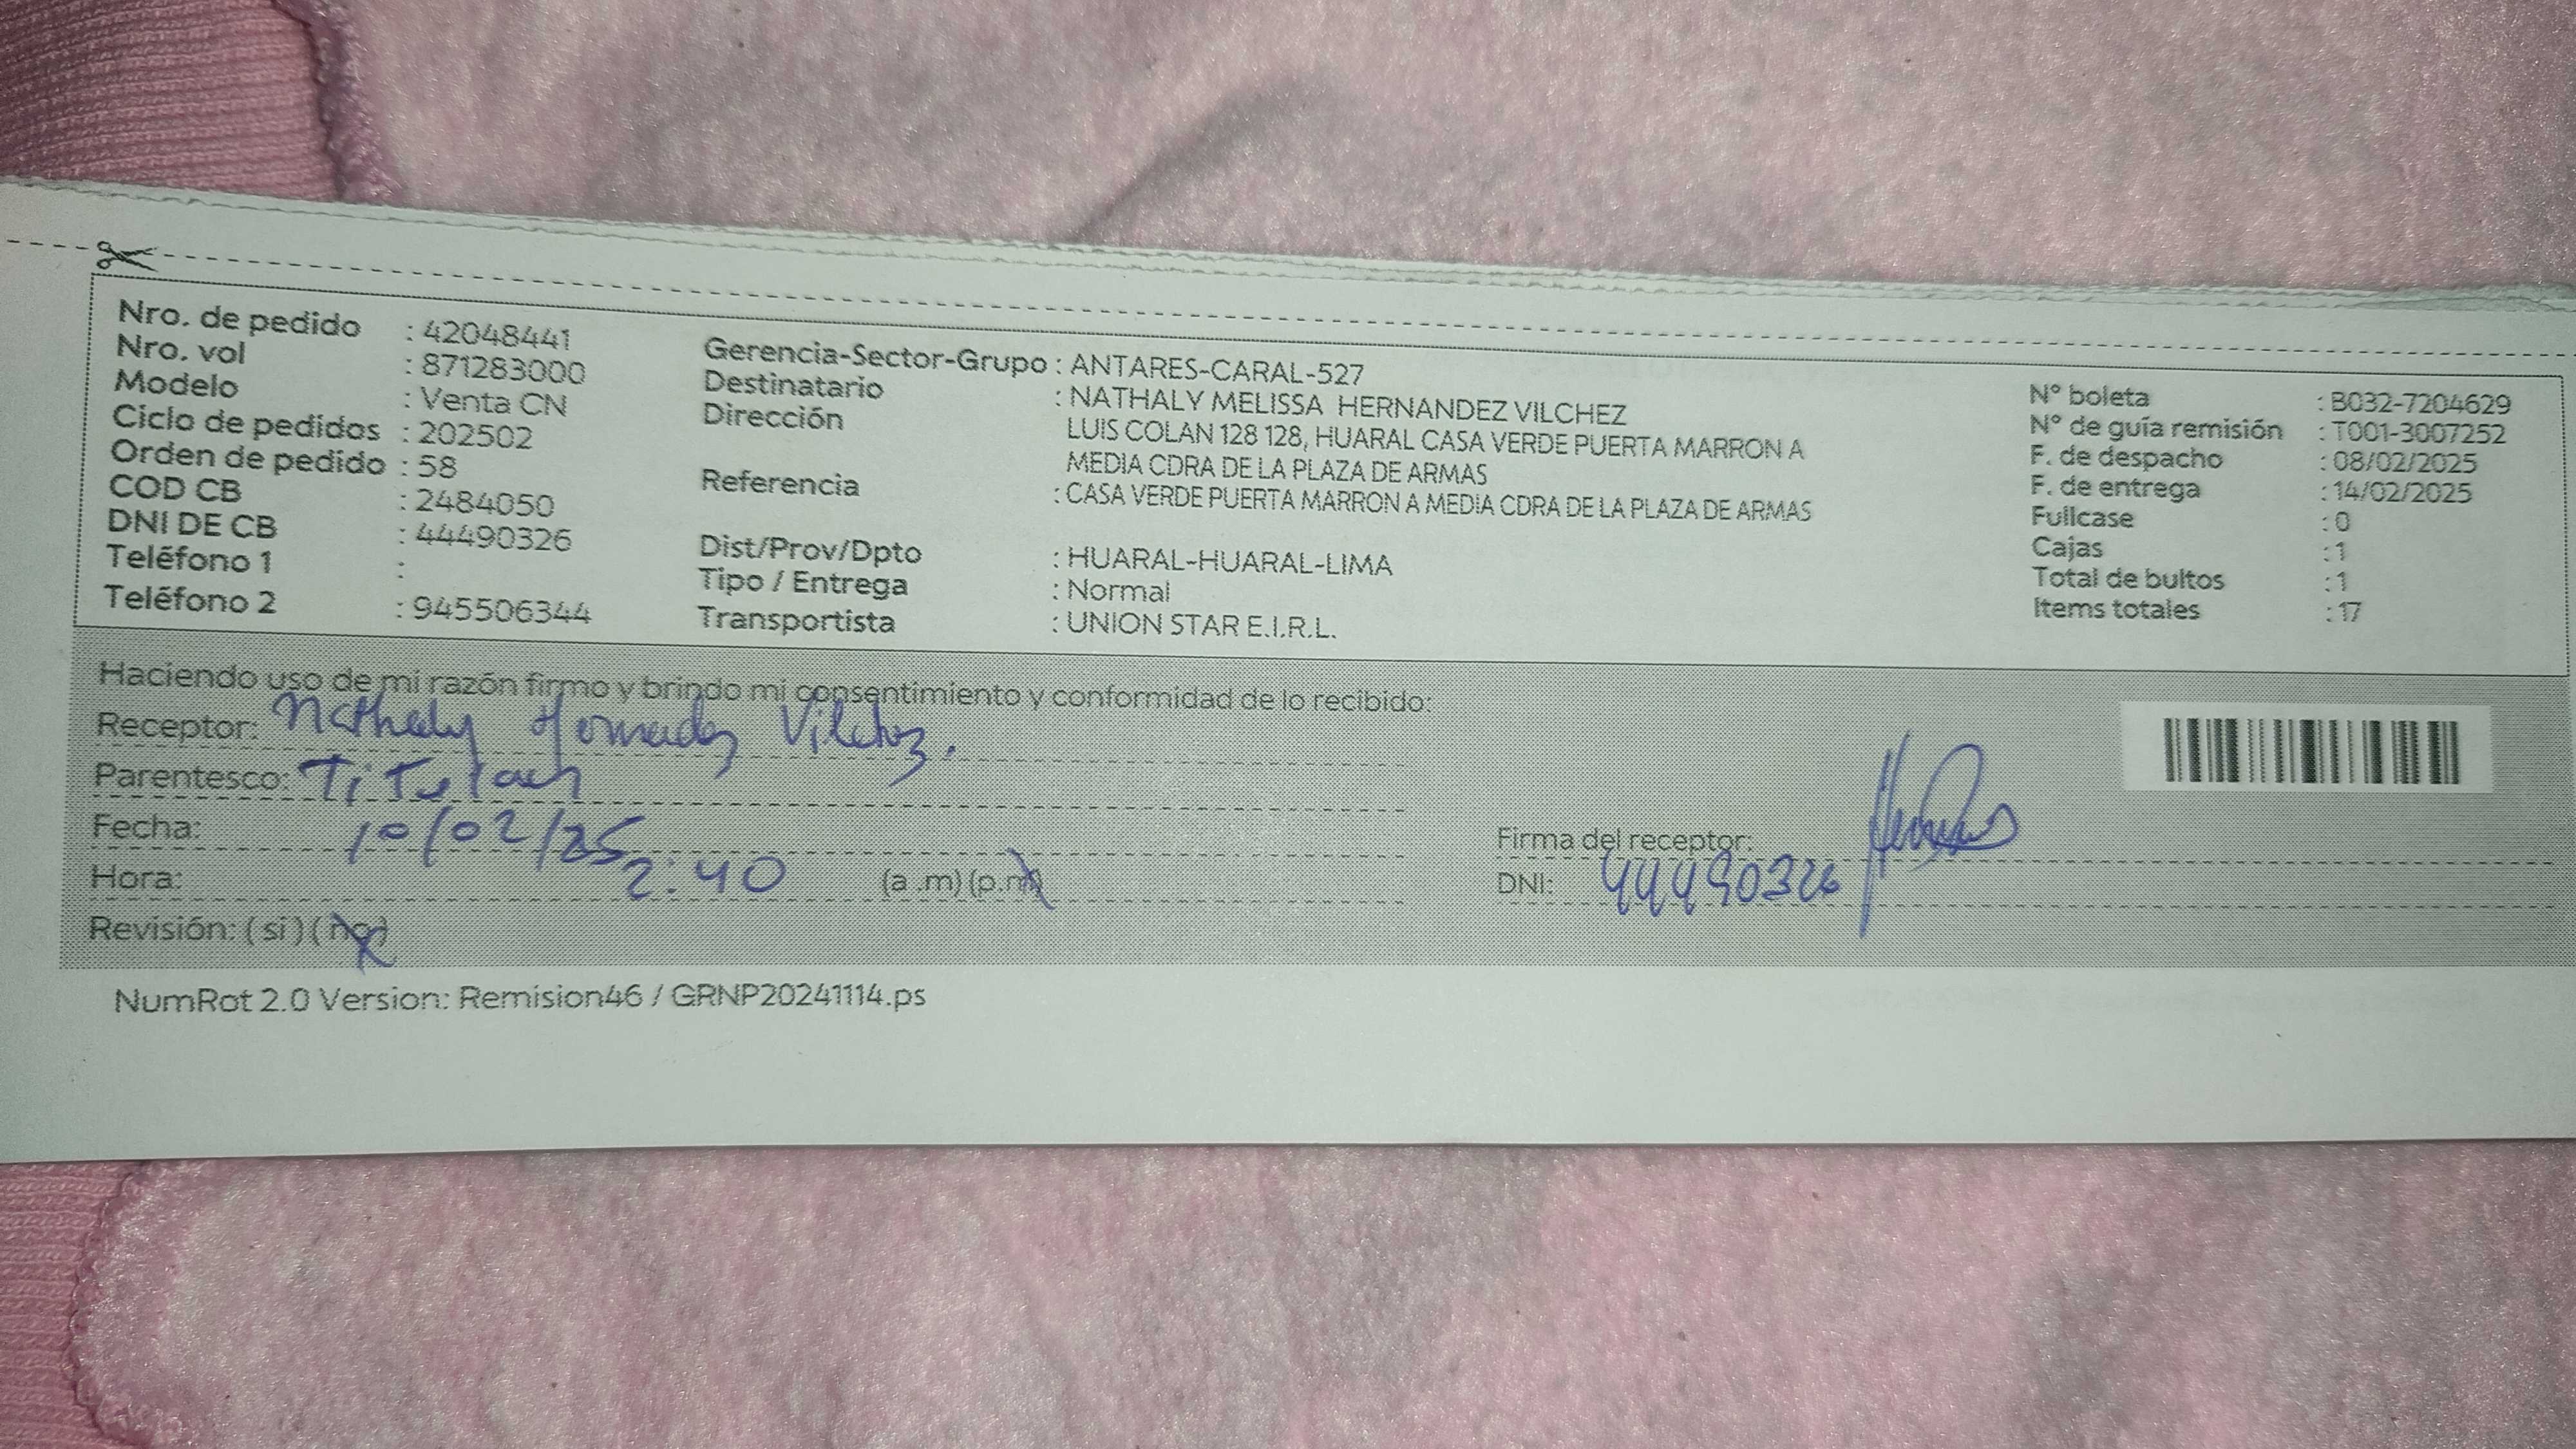 Nro. de pedido : 42048441
Nro. vol : 871283000
Modelo : Venta CN
Ciclo de pedidos : 202502
Orden de pedido : 58
COD CB : 2484050
DNI DE CB : 44490326
Teléfono 1 :
Teléfono 2 : 945506344
Gerencia-Sector-Grupo : ANTARES-CARAL-527
Destinatario : NATHALY MELISSA HERNANDEZ VILCHEZ
Dirección LUIS COLAN 128 128, HUARAL CASA VERDE PUERTA MARRON A
MEDIA CDRA DE LA PLAZA DE ARMAS
Referencia : CASA VERDE PUERTA MARRON A MEDIA CDRA DE LA PLAZA DE ARMAS
Dist/Prov/Dpto : HUARAL-HUARAL-LIMA
Tipo / Entrega : Normal
Transportista : UNION STAR E.I.R.L.
N° boleta : B032-7204629
N° de guía remisión : T001-3007252
F. de despacho : 08/02/2025
F. de entrega : 14/02/2025
Fullcase : 0
Cajas : 1
Total de bultos : 1
Items totales : 17
Haciendo uso de mi razón firmo y brindo mi consentimiento y conformidad de lo recibido:
Receptor: Nathaly Hernandez Vilchez.
Parentesco: Titular
Fecha: 10/02/25
Hora: 2:40 (a .m) (p.m)
Revisión: ( si ) ( no )
Firma del receptor:
DNI: 44490326
NumRot 2.0 Version: Remision46 / GRNP20241114.ps